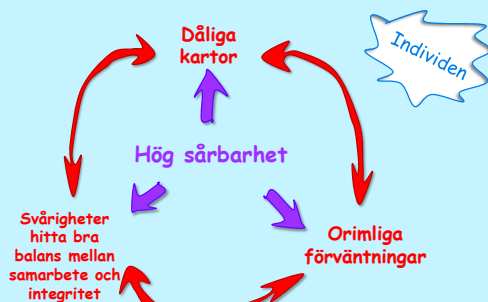 Dåliga
kartor
Individen
Hög sårbarhet
Svårigheter
hitta bra
balans mellan
samarbete och
integritet
Orimliga
förväntningar